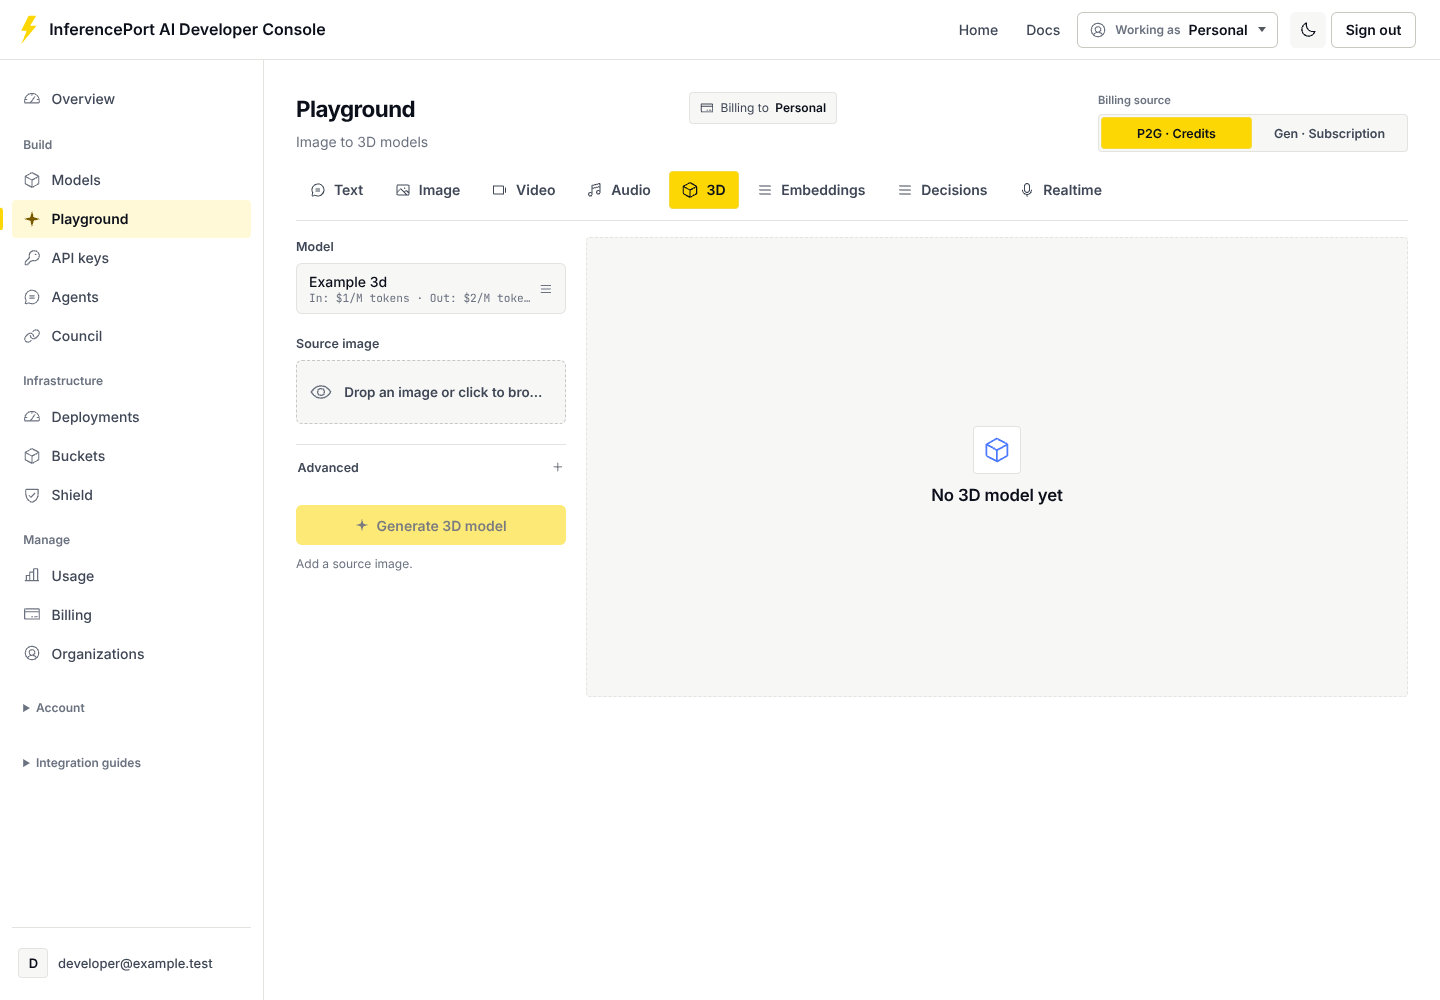 InferencePort AI Developer Console
Home
Docs
Working as Personal
Sign out
Overview
Build
Models
Playground
API keys
Agents
Council
Infrastructure
Deployments
Buckets
Shield
Manage
Usage
Billing
Organizations
Account
Integration guides
D
developer@example.test
Playground
Image to 3D models
Billing to Personal
Billing source
P2G · Credits
Gen · Subscription
Text
Image
Video
Audio
3D
Embeddings
Decisions
Realtime
Model
Example 3d
In: $1/M tokens · Out: $2/M toke…
Source image
Drop an image or click to bro…
Advanced
Generate 3D model
Add a source image.
No 3D model yet